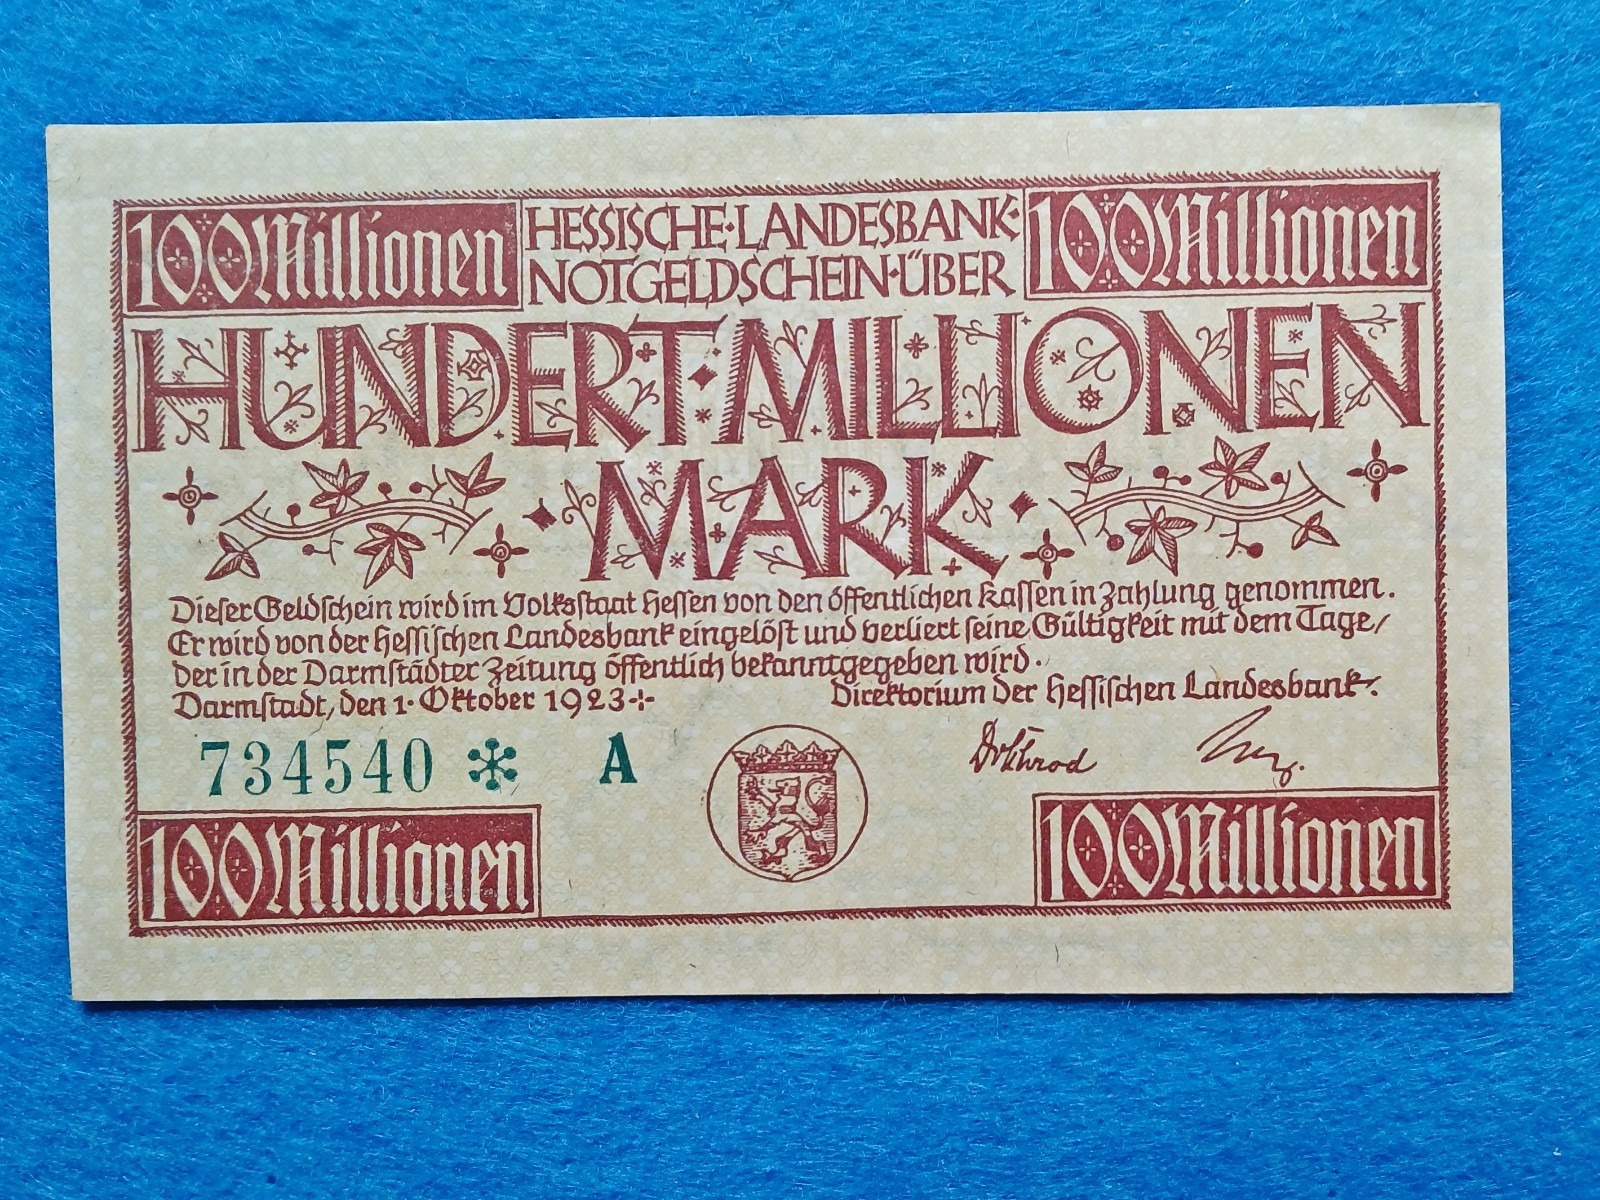 100 Millionen
HESSISCHE·LANDESBANK·
100 Millionen
NOTGELDSCHEIN·ÜBER
HUNDERT·MILLIONEN
·MARK·
Dieser Geldschein wird im Volksstaat Hessen von den öffentlichen Kassen in Zahlung genommen.
Er wird von der Hessischen Landesbank eingelöst und verliert seine Gültigkeit mit dem Tage,
der in der Darmstädter Zeitung öffentlich bekanntgegeben wird.
Darmstadt, den 1. Oktober 1923
Direktorium der Hessischen Landesbank.
734540 * A
100 Millionen
100 Millionen